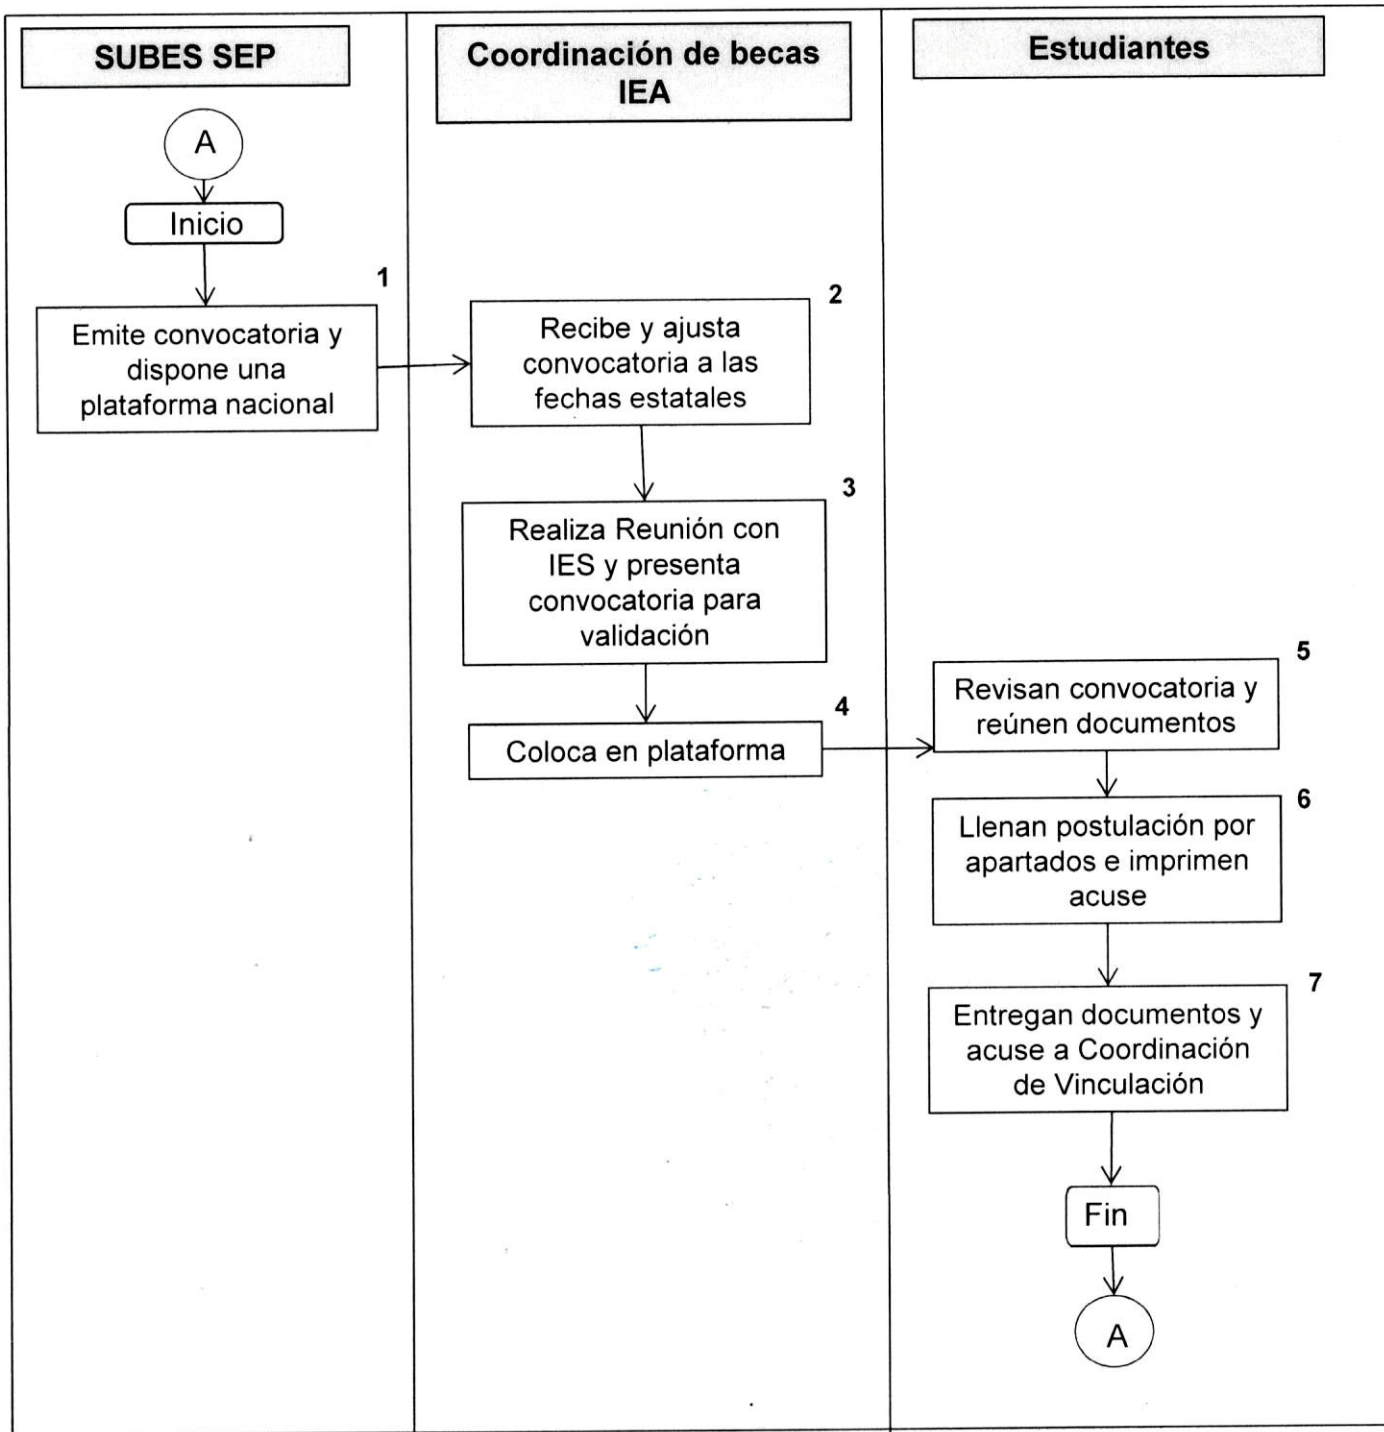 SUBES SEP
A
Inicio
1
Emite convocatoria y
dispone una
plataforma nacional
Coordinación de becas
IEA
2
Recibe y ajusta
convocatoria a las
fechas estatales
3
Realiza Reunión con
IES y presenta
convocatoria para
validación
4
Coloca en plataforma
Estudiantes
5
Revisan convocatoria y
reúnen documentos
6
Llenan postulación por
apartados e imprimen
acuse
7
Entregan documentos y
acuse a Coordinación
de Vinculación
Fin
A